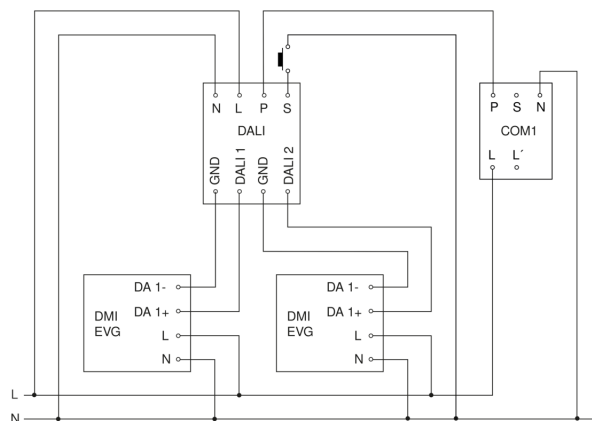 N L P S
DALI
GND DALI 1 GND DALI 2
P S N
COM1
L L´
DMI
EVG
DA 1-
DA 1+
L
N
DMI
EVG
DA 1-
DA 1+
L
N
L
N